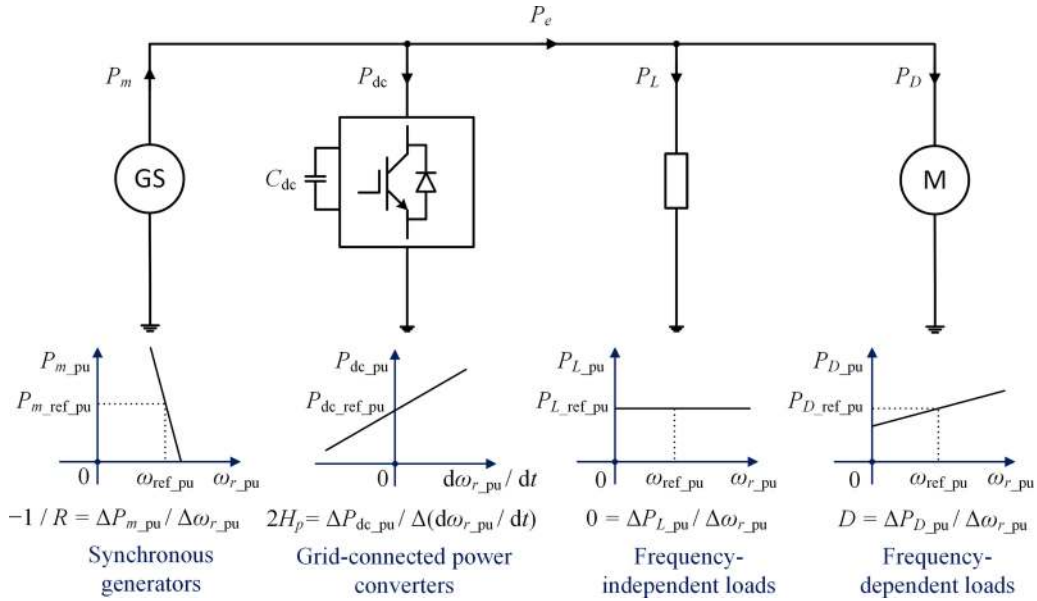 P_e
P_m
P_dc
P_L
P_D
GS
C_dc
M
P_m_pu
P_m_ref_pu
0
ω_ref_pu
ω_r_pu
P_dc_pu
P_dc_ref_pu
0
dω_r_pu / dt
P_L_pu
P_L_ref_pu
0
ω_ref_pu
ω_r_pu
P_D_pu
P_D_ref_pu
0
ω_ref_pu
ω_r_pu
−1 / R = ΔP_m_pu / Δω_r_pu
2H_p = ΔP_dc_pu / Δ(dω_r_pu / dt)
0 = ΔP_L_pu / Δω_r_pu
D = ΔP_D_pu / Δω_r_pu
Synchronous
generators
Grid-connected power
converters
Frequency-
independent loads
Frequency-
dependent loads